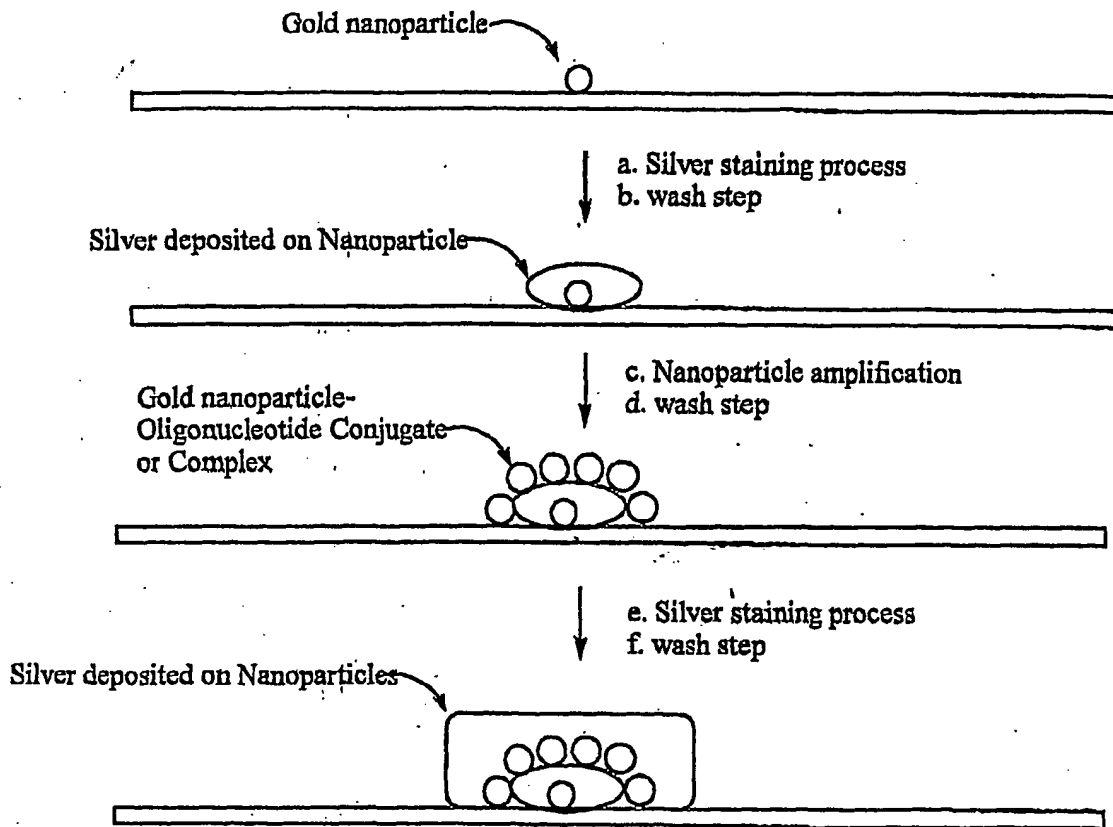 Gold nanoparticle
a. Silver staining process
b. wash step
Silver deposited on Nanoparticle
c. Nanoparticle amplification
d. wash step
Gold nanoparticle-
Oligonucleotide Conjugate
or Complex
e. Silver staining process
f. wash step
Silver deposited on Nanoparticles